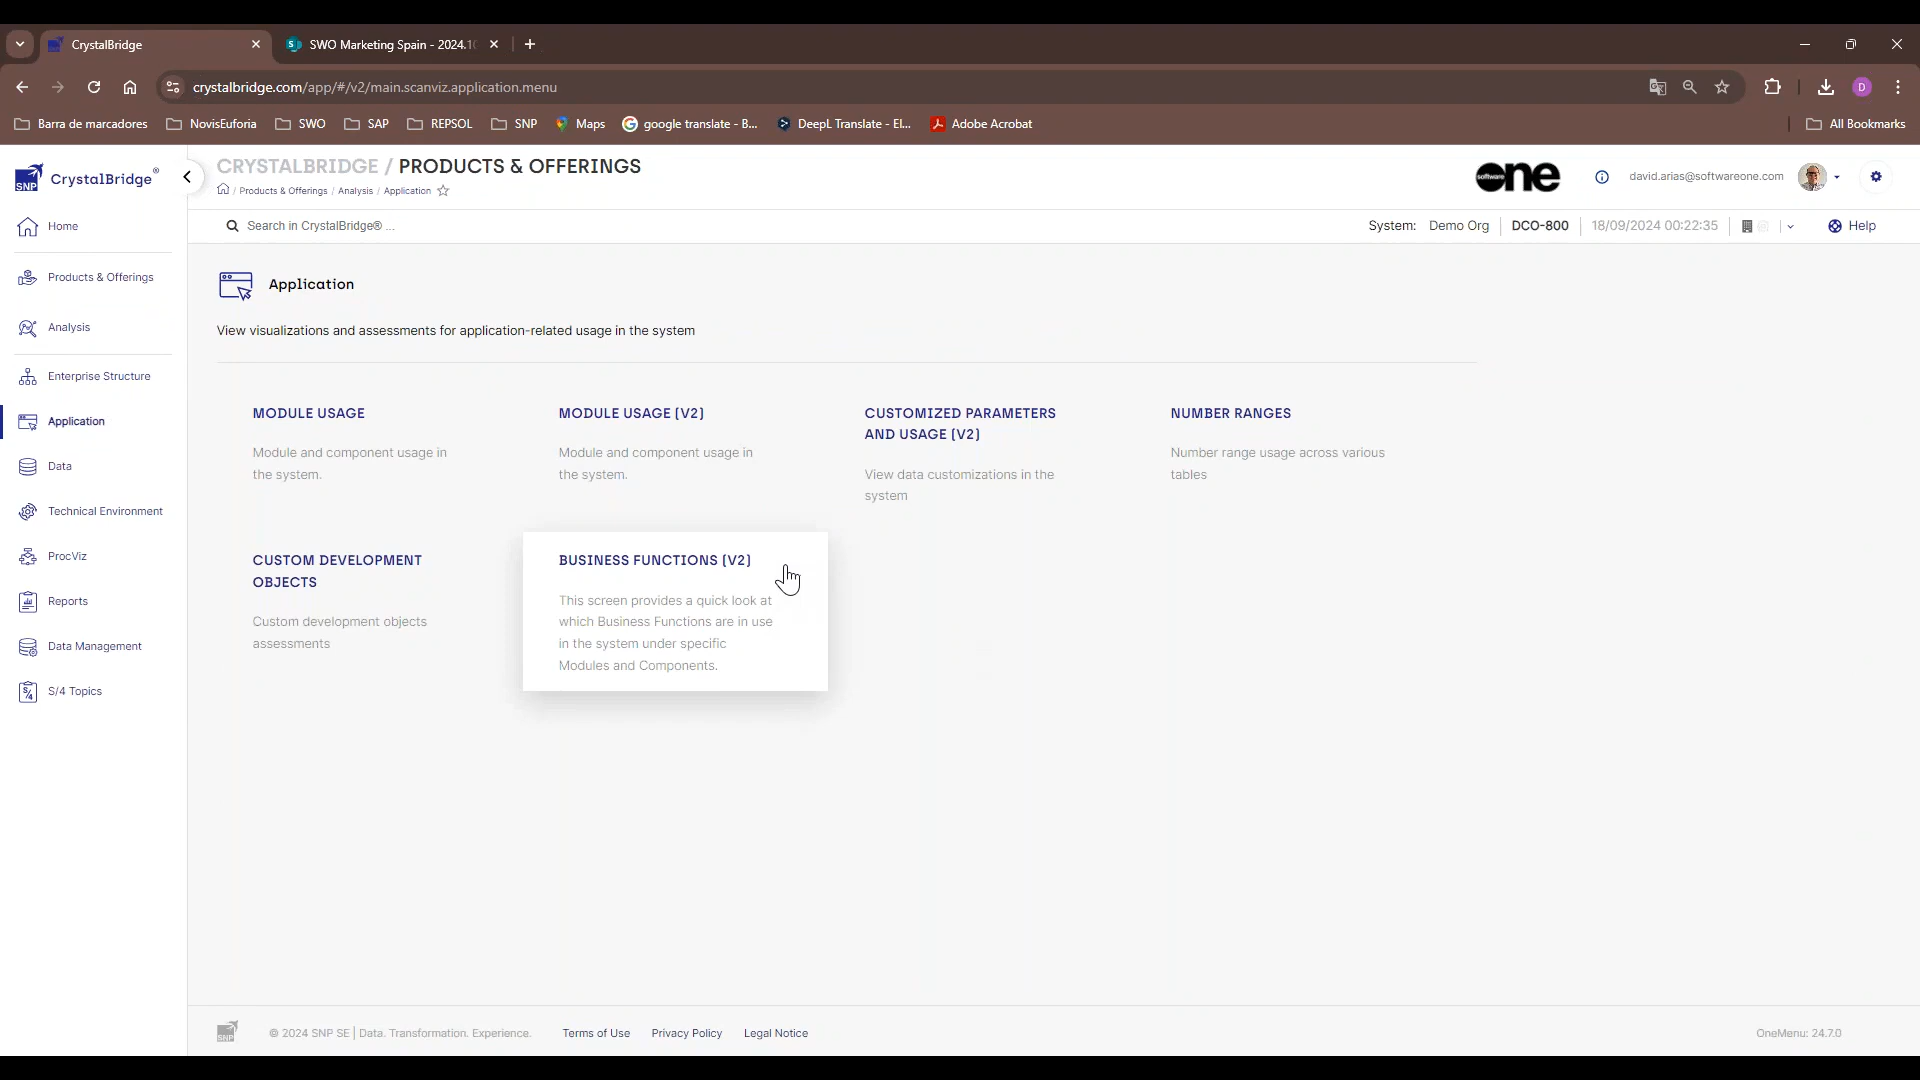 CrystalBridge
SWO Marketing Spain - 2024.1
crystalbridge.com/app/#/v2/main.scanviz.application.menu
Barra de marcadores
NovisEuforia
SWO
SAP
REPSOL
SNP
Maps
google translate - B...
DeepL Translate - El...
Adobe Acrobat
All Bookmarks
D
SNP CrystalBridge®
CRYSTALBRIDGE / PRODUCTS & OFFERINGS
/ Products & Offerings / Analysis / Application
software one
david.arias@softwareone.com
Search in CrystalBridge® ...
System: Demo Org DCO-800 18/09/2024 00:22:35
Help
Home
Products & Offerings
Analysis
Enterprise Structure
Application
Data
Technical Environment
ProcViz
Reports
Data Management
S/4 Topics
Application
View visualizations and assessments for application-related usage in the system
MODULE USAGE
Module and component usage in
the system.
MODULE USAGE (V2)
Module and component usage in
the system.
CUSTOMIZED PARAMETERS
AND USAGE (V2)
View data customizations in the
system
NUMBER RANGES
Number range usage across various
tables
CUSTOM DEVELOPMENT
OBJECTS
Custom development objects
assessments
BUSINESS FUNCTIONS (V2)
This screen provides a quick look at
which Business Functions are in use
in the system under specific
Modules and Components.
SNP
© 2024 SNP SE | Data. Transformation. Experience.
Terms of Use
Privacy Policy
Legal Notice
OneMenu: 24.7.0